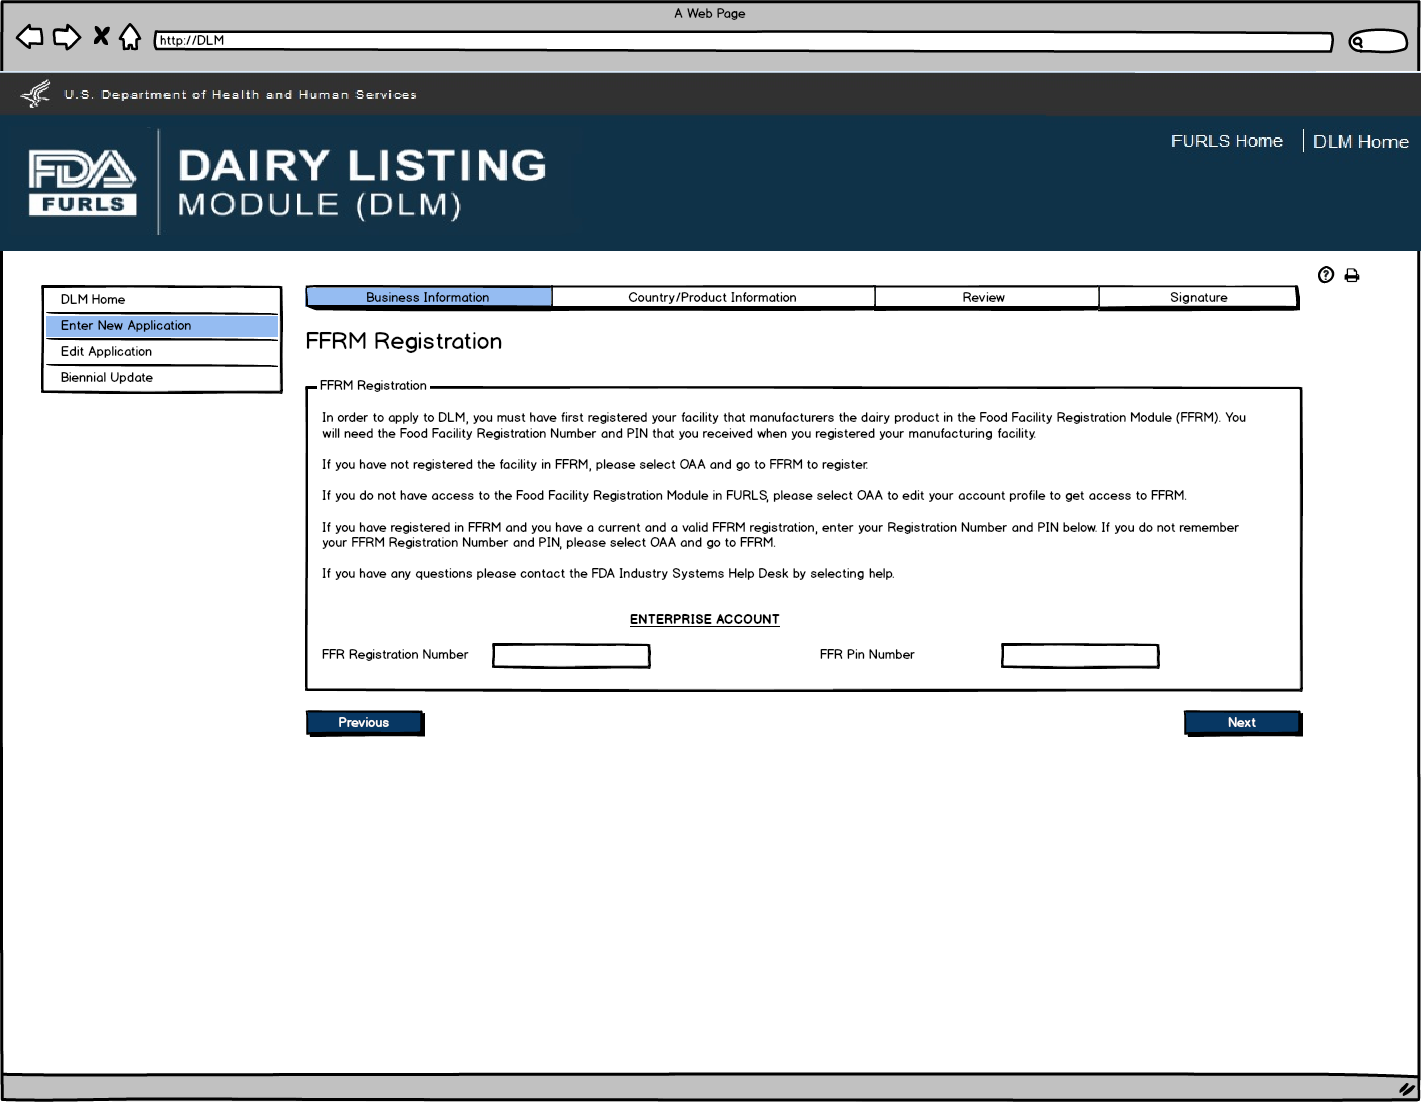 A Web Page
http://DLM
U.S. Department of Health and Human Services
FURLS Home
DLM Home
FDA
FURLS
DAIRY LISTING
MODULE (DLM)
DLM Home
Enter New Application
Edit Application
Biennial Update
Business Information
Country/Product Information
Review
Signature
FFRM Registration
FFRM Registration
In order to apply to DLM, you must have first registered your facility that manufacturers the dairy product in the Food Facility Registration Module (FFRM). You
will need the Food Facility Registration Number and PIN that you received when you registered your manufacturing facility.
If you have not registered the facility in FFRM, please select OAA and go to FFRM to register.
If you do not have access to the Food Facility Registration Module in FURLS, please select OAA to edit your account profile to get access to FFRM.
If you have registered in FFRM and you have a current and a valid FFRM registration, enter your Registration Number and PIN below. If you do not remember
your FFRM Registration Number and PIN, please select OAA and go to FFRM.
If you have any questions please contact the FDA Industry Systems Help Desk by selecting help.
ENTERPRISE ACCOUNT
FFR Registration Number
FFR Pin Number
Previous
Next